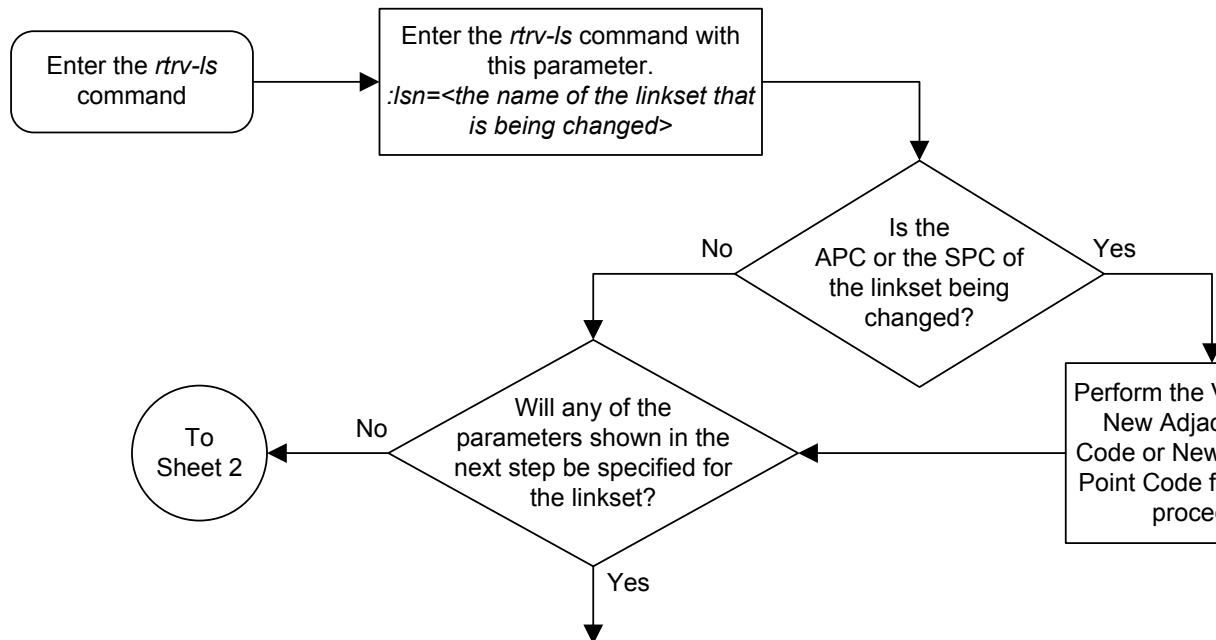 Enter the rtrv-ls
command
Enter the rtrv-ls command with
this parameter.
:lsn=<the name of the linkset that
is being changed>
Is the
APC or the SPC of
the linkset being
changed?
No
Yes
Perform the
New
Code or New
Point Code
Will any of the
parameters shown in the
next step be specified for
the linkset?
No
To
Sheet 2
Yes